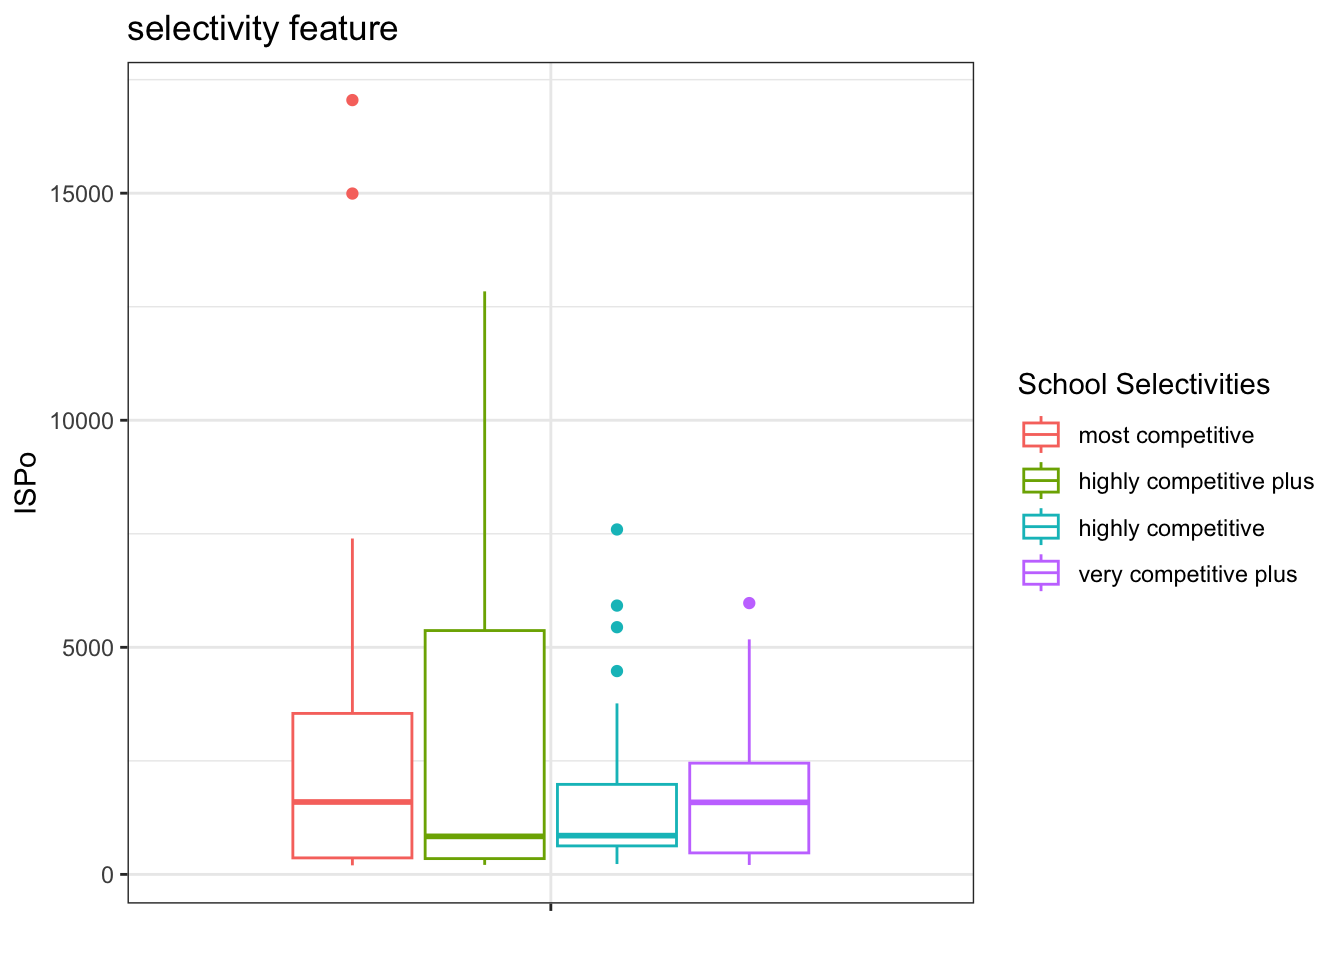 selectivity feature
15000
10000
5000
0
ISPo
School Selectivities
most competitive
highly competitive plus
highly competitive
very competitive plus